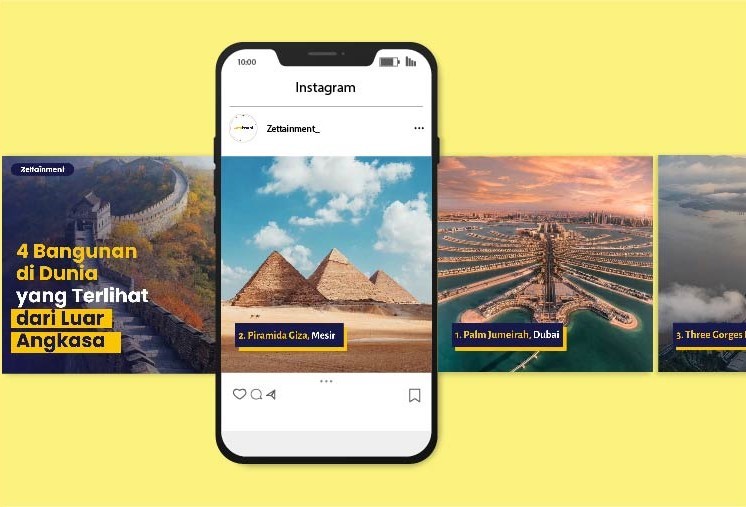 10:00
Instagram
Zettainment_
Zettainment
4 Bangunan
di Dunia
yang Terlihat
dari Luar
Angkasa
2. Piramida Giza, Mesir
1. Palm Jumeirah, Dubai
3. Three Gorges